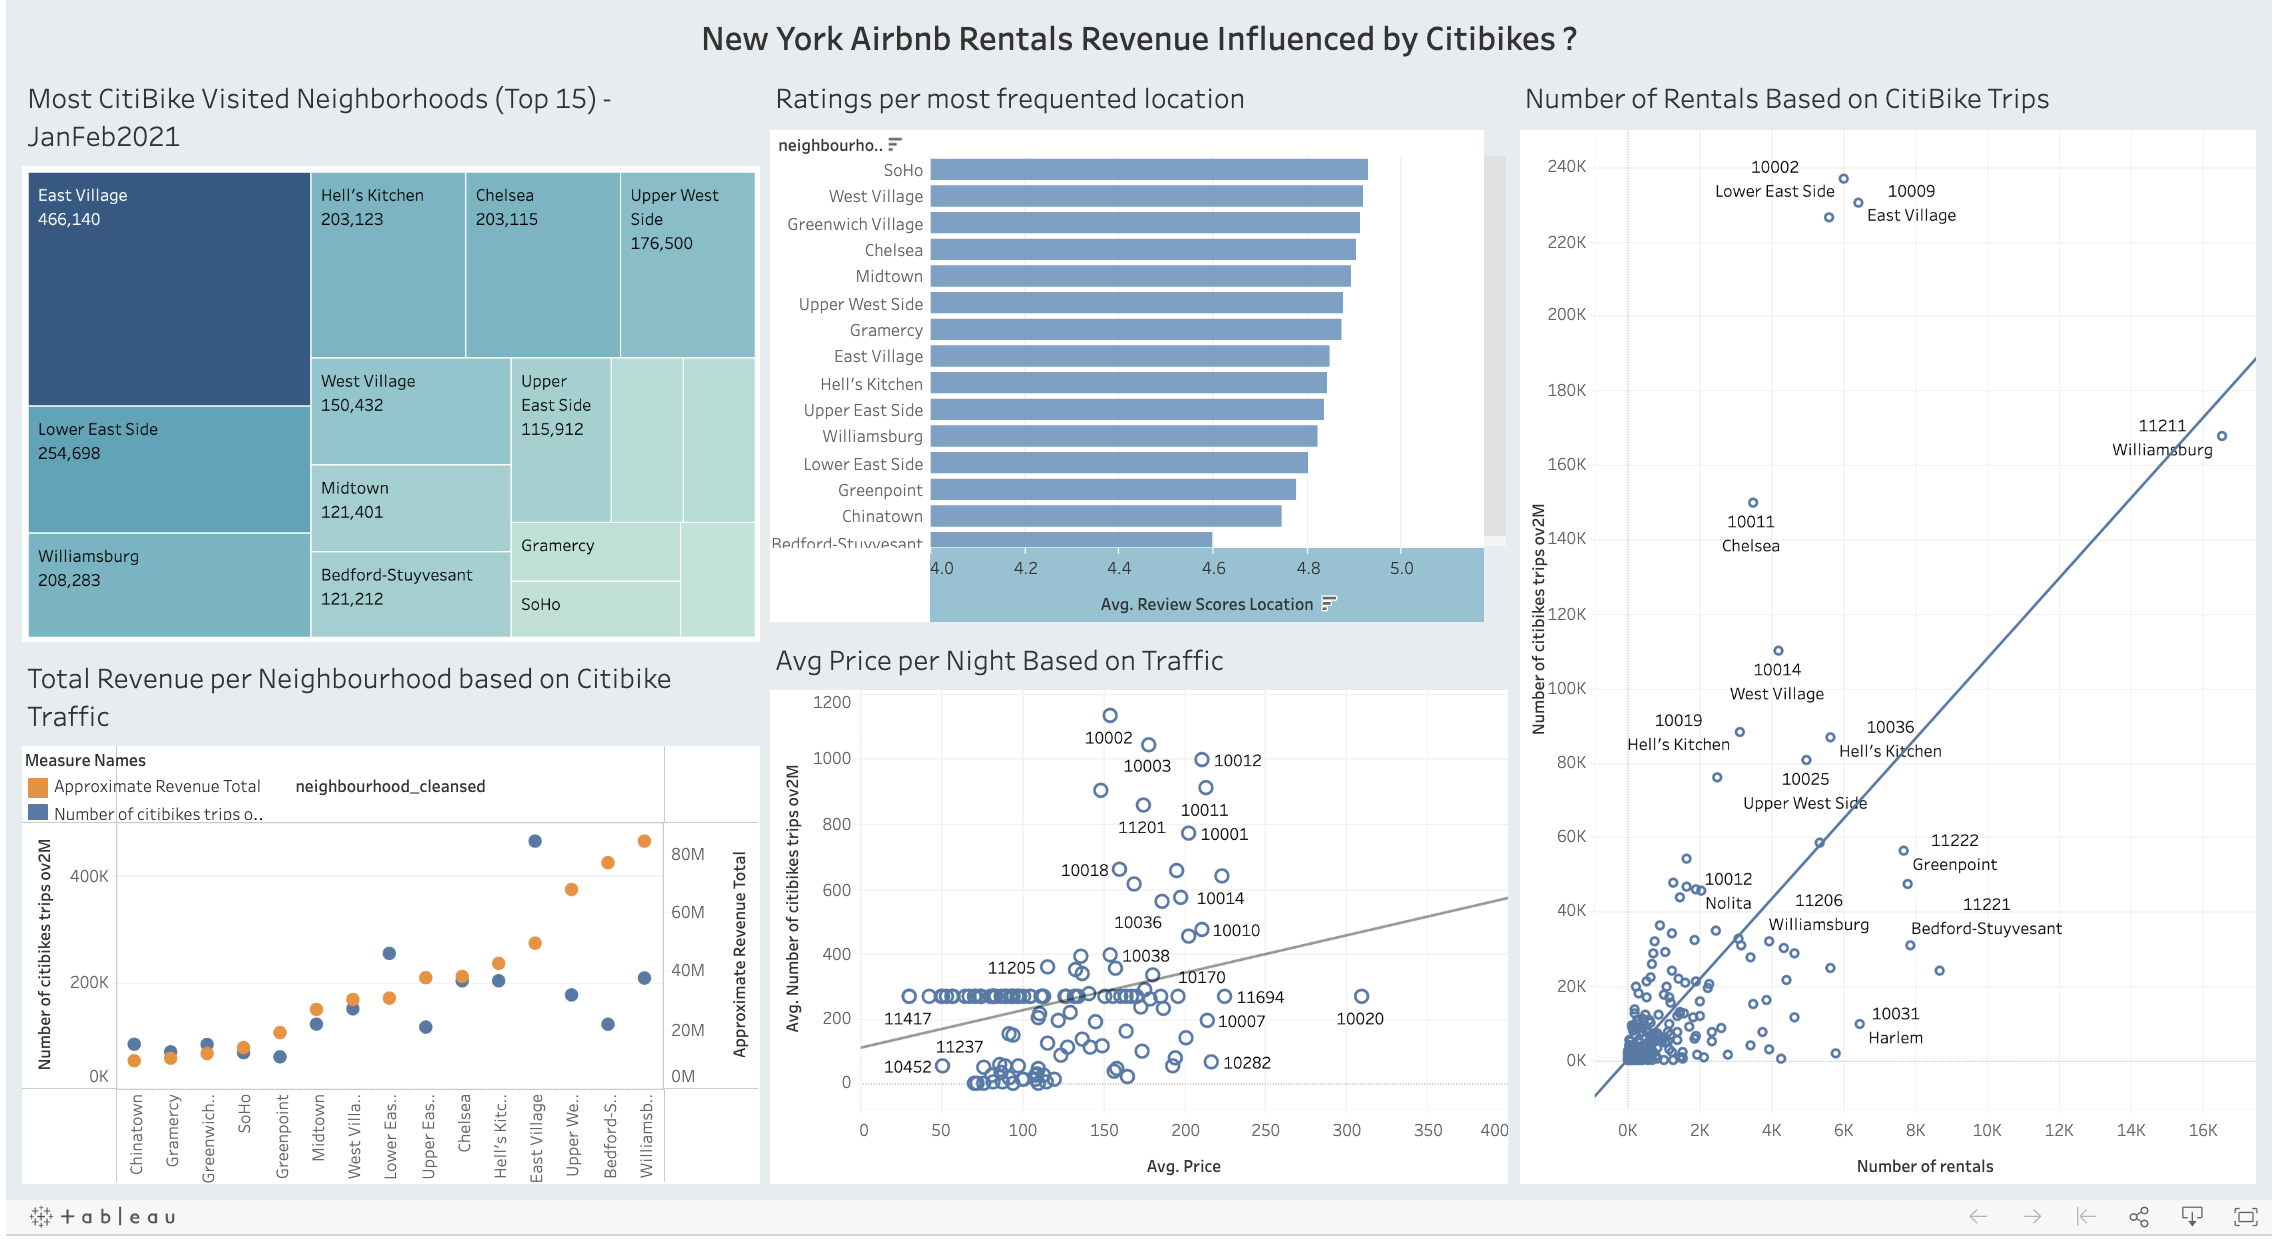 New York Airbnb Rentals Revenue Influenced by Citibikes ?
Most CitiBike Visited Neighborhoods (Top 15) -
JanFeb2021
East Village
466,140
Lower East Side
254,698
Williamsburg
208,283
Hell's Kitchen
203,123
Chelsea
203,115
Upper West
Side
176,500
West Village
150,432
Midtown
121,401
Bedford-Stuyvesant
121,212
Upper
East Side
115,912
Gramercy
SoHo
Ratings per most frequented location
neighbourho..
SoHo
West Village
Greenwich Village
Chelsea
Midtown
Upper West Side
Gramercy
East Village
Hell's Kitchen
Upper East Side
Williamsburg
Lower East Side
Greenpoint
Chinatown
Bedford-Stuyvesant
4.0 4.2 4.4 4.6 4.8 5.0
Avg. Review Scores Location
Total Revenue per Neighbourhood based on Citibike
Traffic
Measure Names
Approximate Revenue Total
Number of citibikes trips o..
neighbourhood_cleansed
Number of citibikes trips ov2M
400K
200K
0K
80M
60M
40M
20M
0M
Approximate Revenue Total
Chinatown
Gramercy
Greenwich..
SoHo
Greenpoint
Midtown
West Villa..
Lower Eas..
Upper Eas..
Chelsea
Hell's Kitc..
East Village
Upper We..
Bedford-S..
Williamsb..
Avg Price per Night Based on Traffic
Avg. Number of citibikes trips ov2M
1200
1000
800
600
400
200
0
10002
10003
10012
10011
11201
10001
10018
10014
10036
10010
10038
11205
10170
11694
11417
10007
10020
11237
10452
10282
0 50 100 150 200 250 300 350 400
Avg. Price
Number of Rentals Based on CitiBike Trips
Number of citibikes trips ov2M
240K
220K
200K
180K
160K
140K
120K
100K
80K
60K
40K
20K
0K
10002
Lower East Side
10009
East Village
11211
Williamsburg
10011
Chelsea
10014
West Village
10019
Hell's Kitchen
10036
Hell's Kitchen
10025
Upper West Side
11222
Greenpoint
10012
Nolita
11206
Williamsburg
11221
Bedford-Stuyvesant
10031
Harlem
0K 2K 4K 6K 8K 10K 12K 14K 16K
Number of rentals
+ a b l e a u